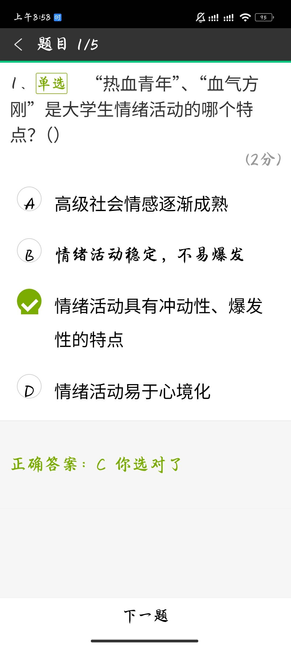 上午8:53
93
题目 1/5
1、单选 “热血青年”、“血气方
刚”是大学生情绪活动的哪个特
点?()
(2分)
A 高级社会情感逐渐成熟
B 情绪活动稳定，不易爆发
情绪活动具有冲动性、爆发
性的特点
D 情绪活动易于心境化
正确答案：C 你选对了
下一题